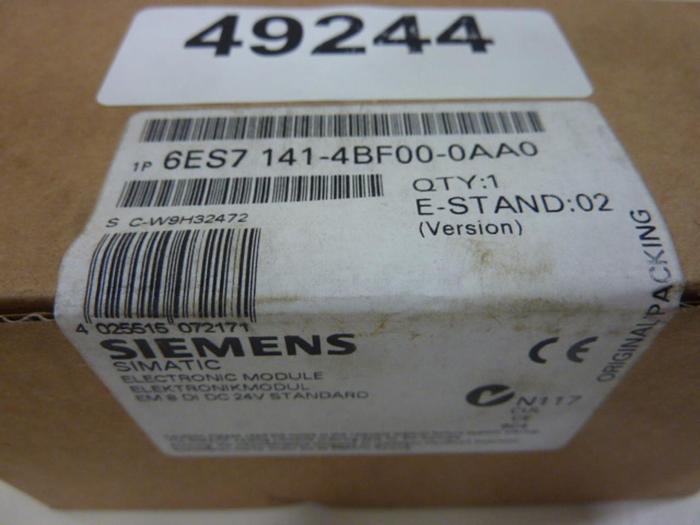 49244
1P 6ES7 141-4BF00-0AA0
QTY:1
S C-W9H32472
E-STAND:02
(Version)
4 025515 072171
SIEMENS
SIMATIC
ELECTRONIC MODULE
ELEKTRONIKMODUL
EM 8 DI DC 24V STANDARD
CE
N117
ORIGINAL PACKING